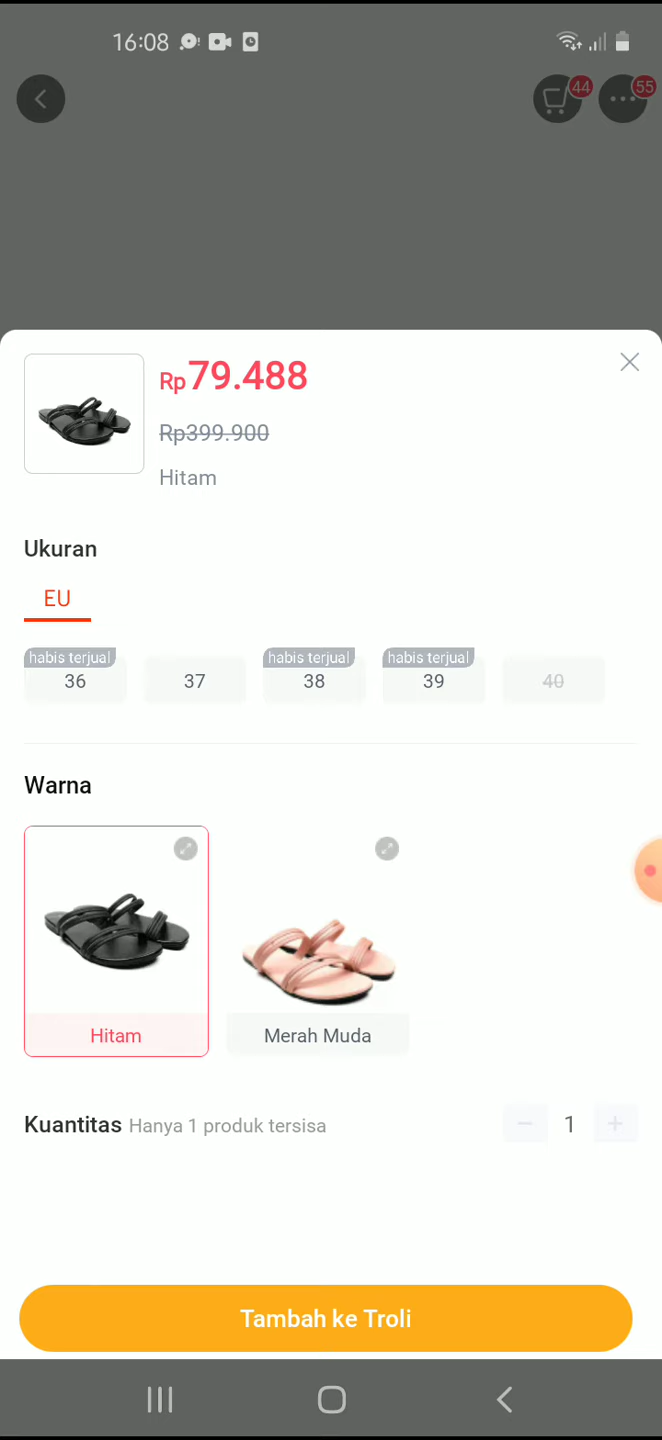 16:08
44
55
Rp79.488
Rp399.900
Hitam
Ukuran
EU
habis terjual
habis terjual
habis terjual
36
37
38
39
40
Warna
Hitam
Merah Muda
Kuantitas Hanya 1 produk tersisa
1
Tambah ke Troli